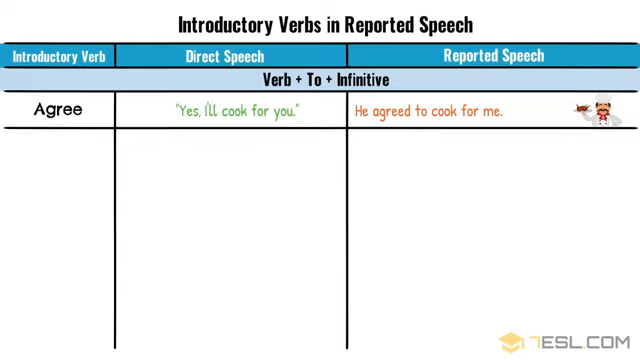 Introductory Verbs in Reported Speech
Introductory Verb Direct Speech Reported Speech
Verb + To + Infinitive
Agree "Yes, I'll cook for you." He agreed to cook for me.
7ESL.COM